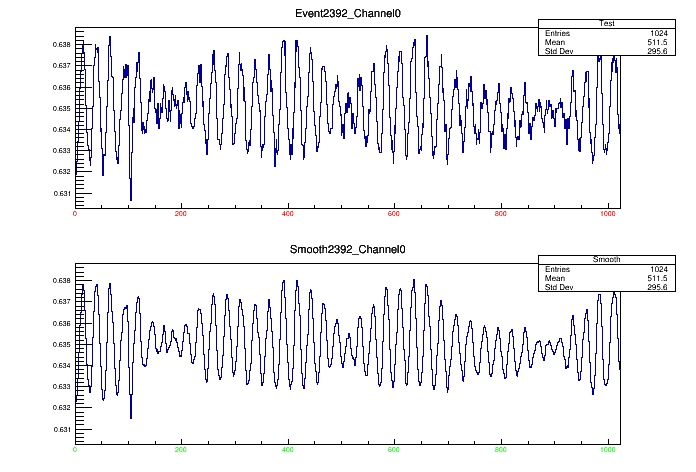 Event2392_Channel0
Test
Entries 1024
Mean 511.5
Std Dev 295.6
0.638
0.637
0.636
0.635
0.634
0.633
0.632
0.631
0 200 400 600 800 1000
Smooth2392_Channel0
Smooth
Entries 1024
Mean 511.5
Std Dev 295.6
0.638
0.637
0.636
0.635
0.634
0.633
0.632
0.631
0 200 400 600 800 1000